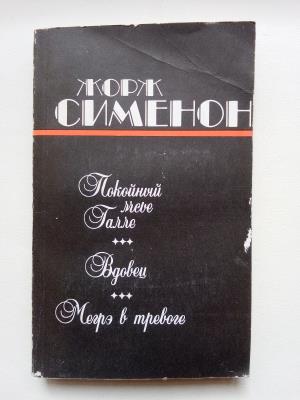 ЖОРЖ
СИМЕНОН
Покойный
мсье
Галле
Вдовец
Мегрэ в тревоге